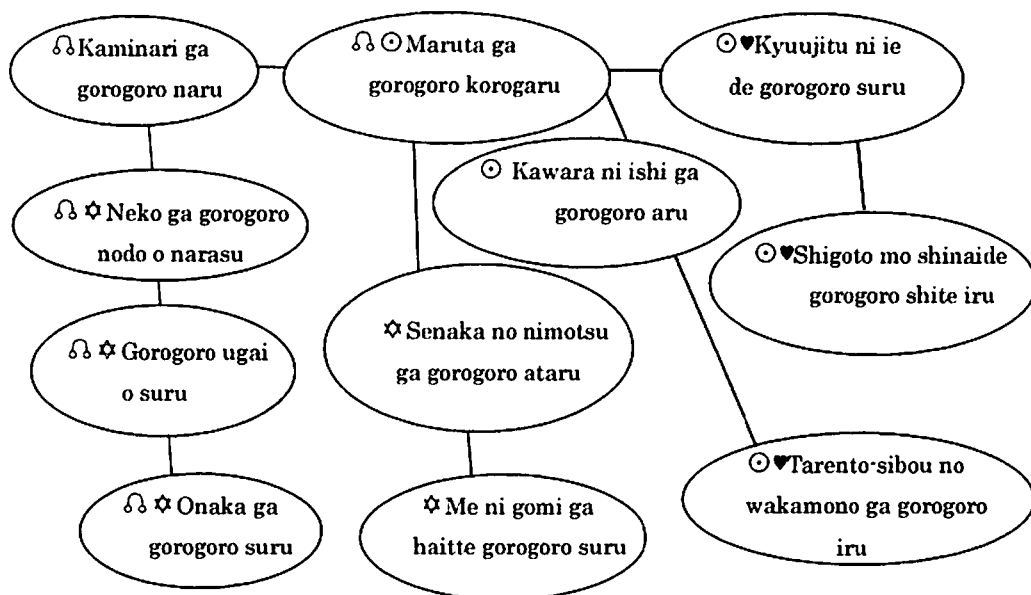 ☊Kaminari ga
gorogoro naru
☊⊙Maruta ga
gorogoro korogaru
⊙♥Kyuujitu ni ie
de gorogoro suru
⊙ Kawara ni ishi ga
gorogoro aru
☊✡Neko ga gorogoro
nodo o narasu
⊙♥Shigoto mo shinaide
gorogoro shite iru
☊✡Gorogoro ugai
o suru
✡Senaka no nimotsu
ga gorogoro ataru
☊✡Onaka ga
gorogoro suru
✡Me ni gomi ga
haitte gorogoro suru
⊙♥Tarento-sibou no
wakamono ga gorogoro
iru